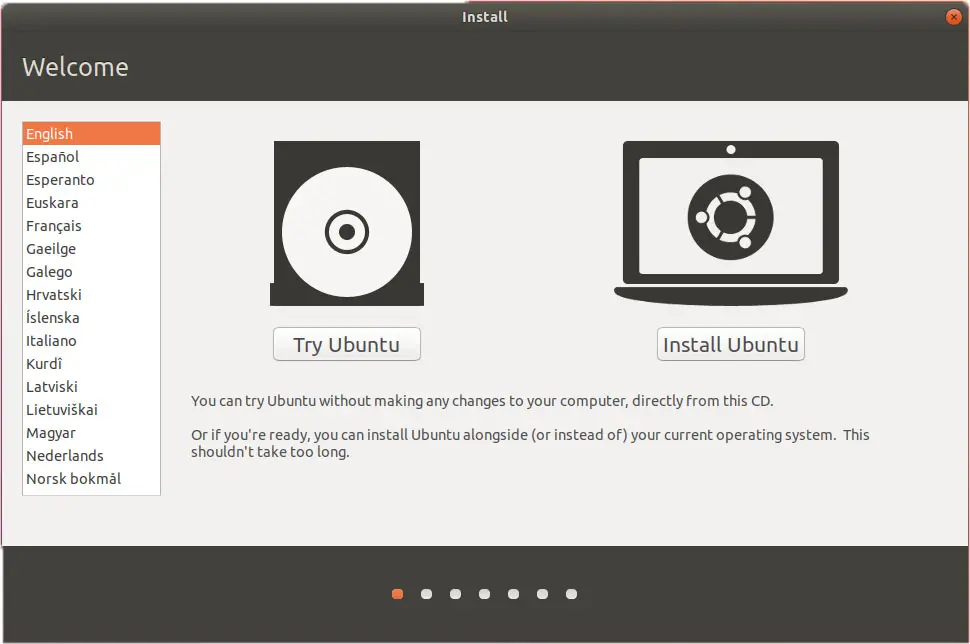 Install
Welcome
English
Español
Esperanto
Euskara
Français
Gaeilge
Galego
Hrvatski
Íslenska
Italiano
Kurdî
Latviski
Lietuviškai
Magyar
Nederlands
Norsk bokmål
Try Ubuntu
Install Ubuntu
You can try Ubuntu without making any changes to your computer, directly from this CD.
Or if you're ready, you can install Ubuntu alongside (or instead of) your current operating system.  This
shouldn't take too long.